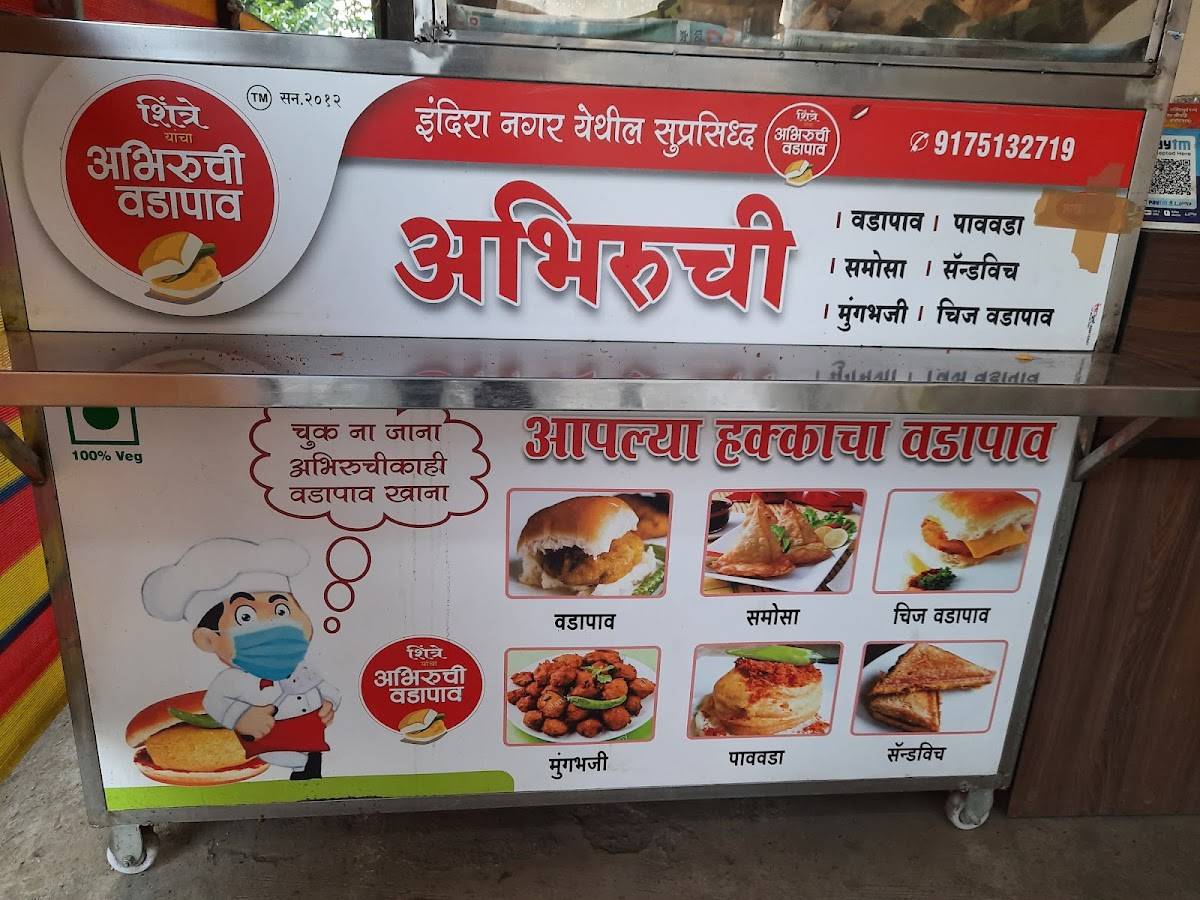 शिंत्रे
यांचा
अभिरुची
वडापाव
TM सन.२०१२
इंदिरा नगर येथील सुप्रसिध्द
शिंत्रे
यांचा
अभिरुची
वडापाव
9175132719
अभिरुची
। वडापाव । पाववडा
। समोसा । सॅन्डविच
। मुंगभजी । चिज वडापाव
100% Veg
चुक ना जाना
अभिरुचीकाही
वडापाव खाना
आपल्या हक्काचा वडापाव
वडापाव
समोसा
चिज वडापाव
शिंत्रे
यांचा
अभिरुची
वडापाव
मुंगभजी
पाववडा
सॅन्डविच
paytm